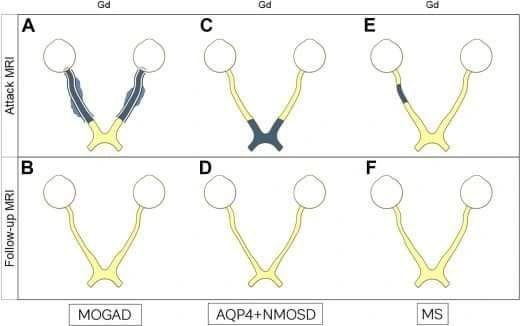 Gd Gd Gd
A C E
Attack MRI
B D F
Follow-up MRI
MOGAD AQP4+NMOSD MS